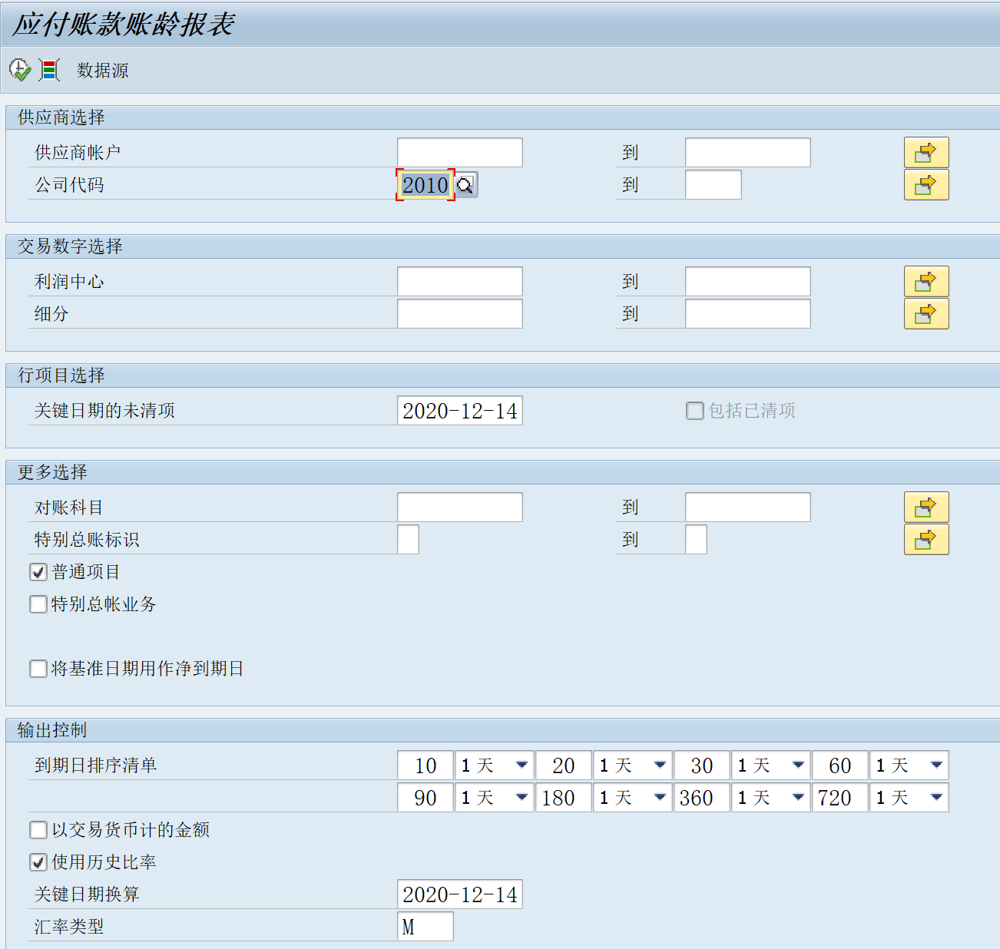 应付账款账龄报表
数据源
供应商选择
供应商帐户 到
公司代码 2010 到
交易数字选择
利润中心 到
细分 到
行项目选择
关键日期的未清项 2020-12-14 包括已清项
更多选择
对账科目 到
特别总账标识 到
普通项目
特别总帐业务
将基准日期用作净到期日
输出控制
到期日排序清单 10 1 天 20 1 天 30 1 天 60 1 天
90 1 天 180 1 天 360 1 天 720 1 天
以交易货币计的金额
使用历史比率
关键日期换算 2020-12-14
汇率类型 M